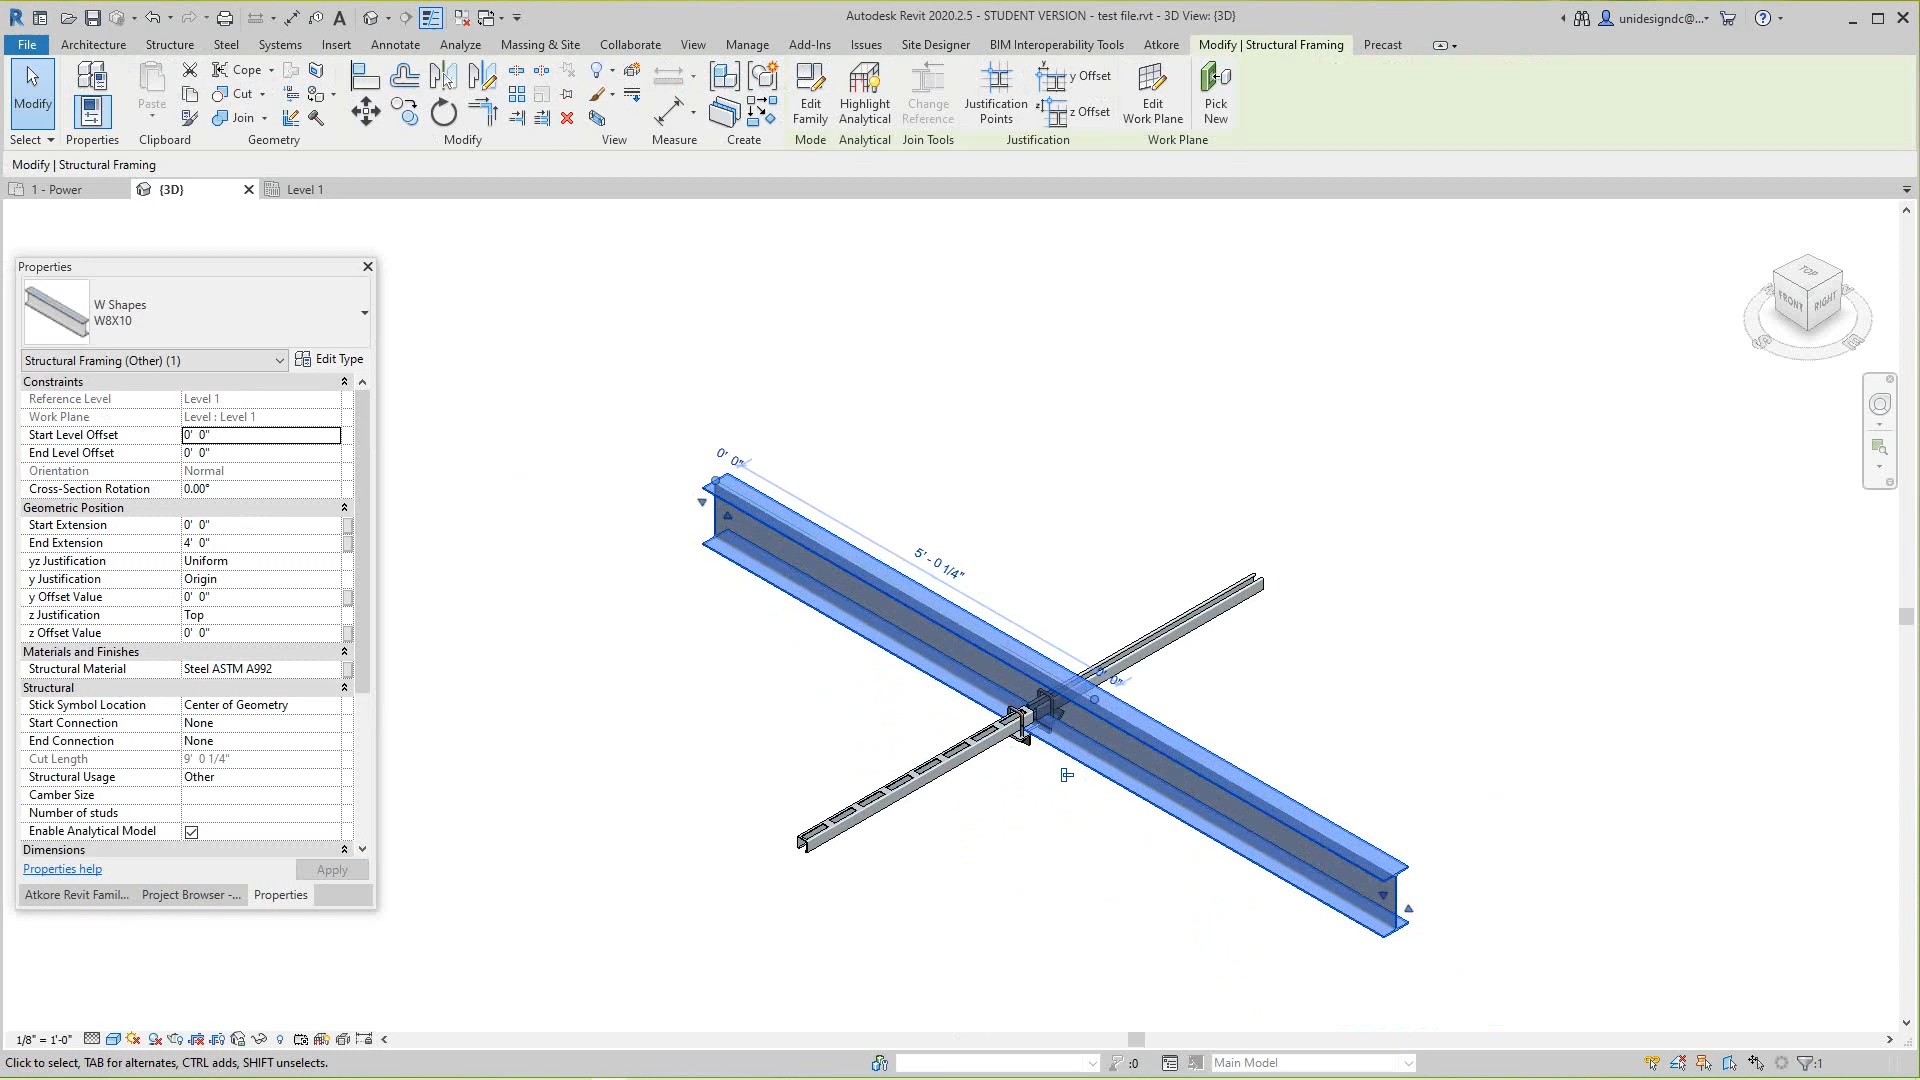 Autodesk Revit 2020.2.5 - STUDENT VERSION - test file.rvt - 3D View: {3D}
unidesigndc@...
File Architecture Structure Steel Systems Insert Annotate Analyze Massing & Site Collaborate View Manage Add-Ins Issues Site Designer BIM Interoperability Tools Atkore Modify | Structural Framing Precast
Modify
Paste
Cope
Cut
Join
Edit Family
Highlight Analytical
Change Reference
Justification Points
y Offset
z Offset
Edit Work Plane
Pick New
Select Properties Clipboard Geometry Modify View Measure Create Mode Analytical Join Tools Justification Work Plane
Modify | Structural Framing
1 - Power {3D} Level 1
Properties
W Shapes
W8X10
Structural Framing (Other) (1) Edit Type
Constraints
Reference Level Level 1
Work Plane Level : Level 1
Start Level Offset 0' 0"
End Level Offset 0' 0"
Orientation Normal
Cross-Section Rotation 0.00°
Geometric Position
Start Extension 0' 0"
End Extension 4' 0"
yz Justification Uniform
y Justification Origin
y Offset Value 0' 0"
z Justification Top
z Offset Value 0' 0"
Materials and Finishes
Structural Material Steel ASTM A992
Structural
Stick Symbol Location Center of Geometry
Start Connection None
End Connection None
Cut Length 9' 0 1/4"
Structural Usage Other
Camber Size
Number of studs
Enable Analytical Model
Dimensions
Properties help Apply
Atkore Revit Famil... Project Browser -... Properties
0' 0"
5' - 0 1/4"
0' 0"
TOP
FRONT
RIGHT
1/8" = 1'-0"
Click to select, TAB for alternates, CTRL adds, SHIFT unselects.
:0
Main Model
:1